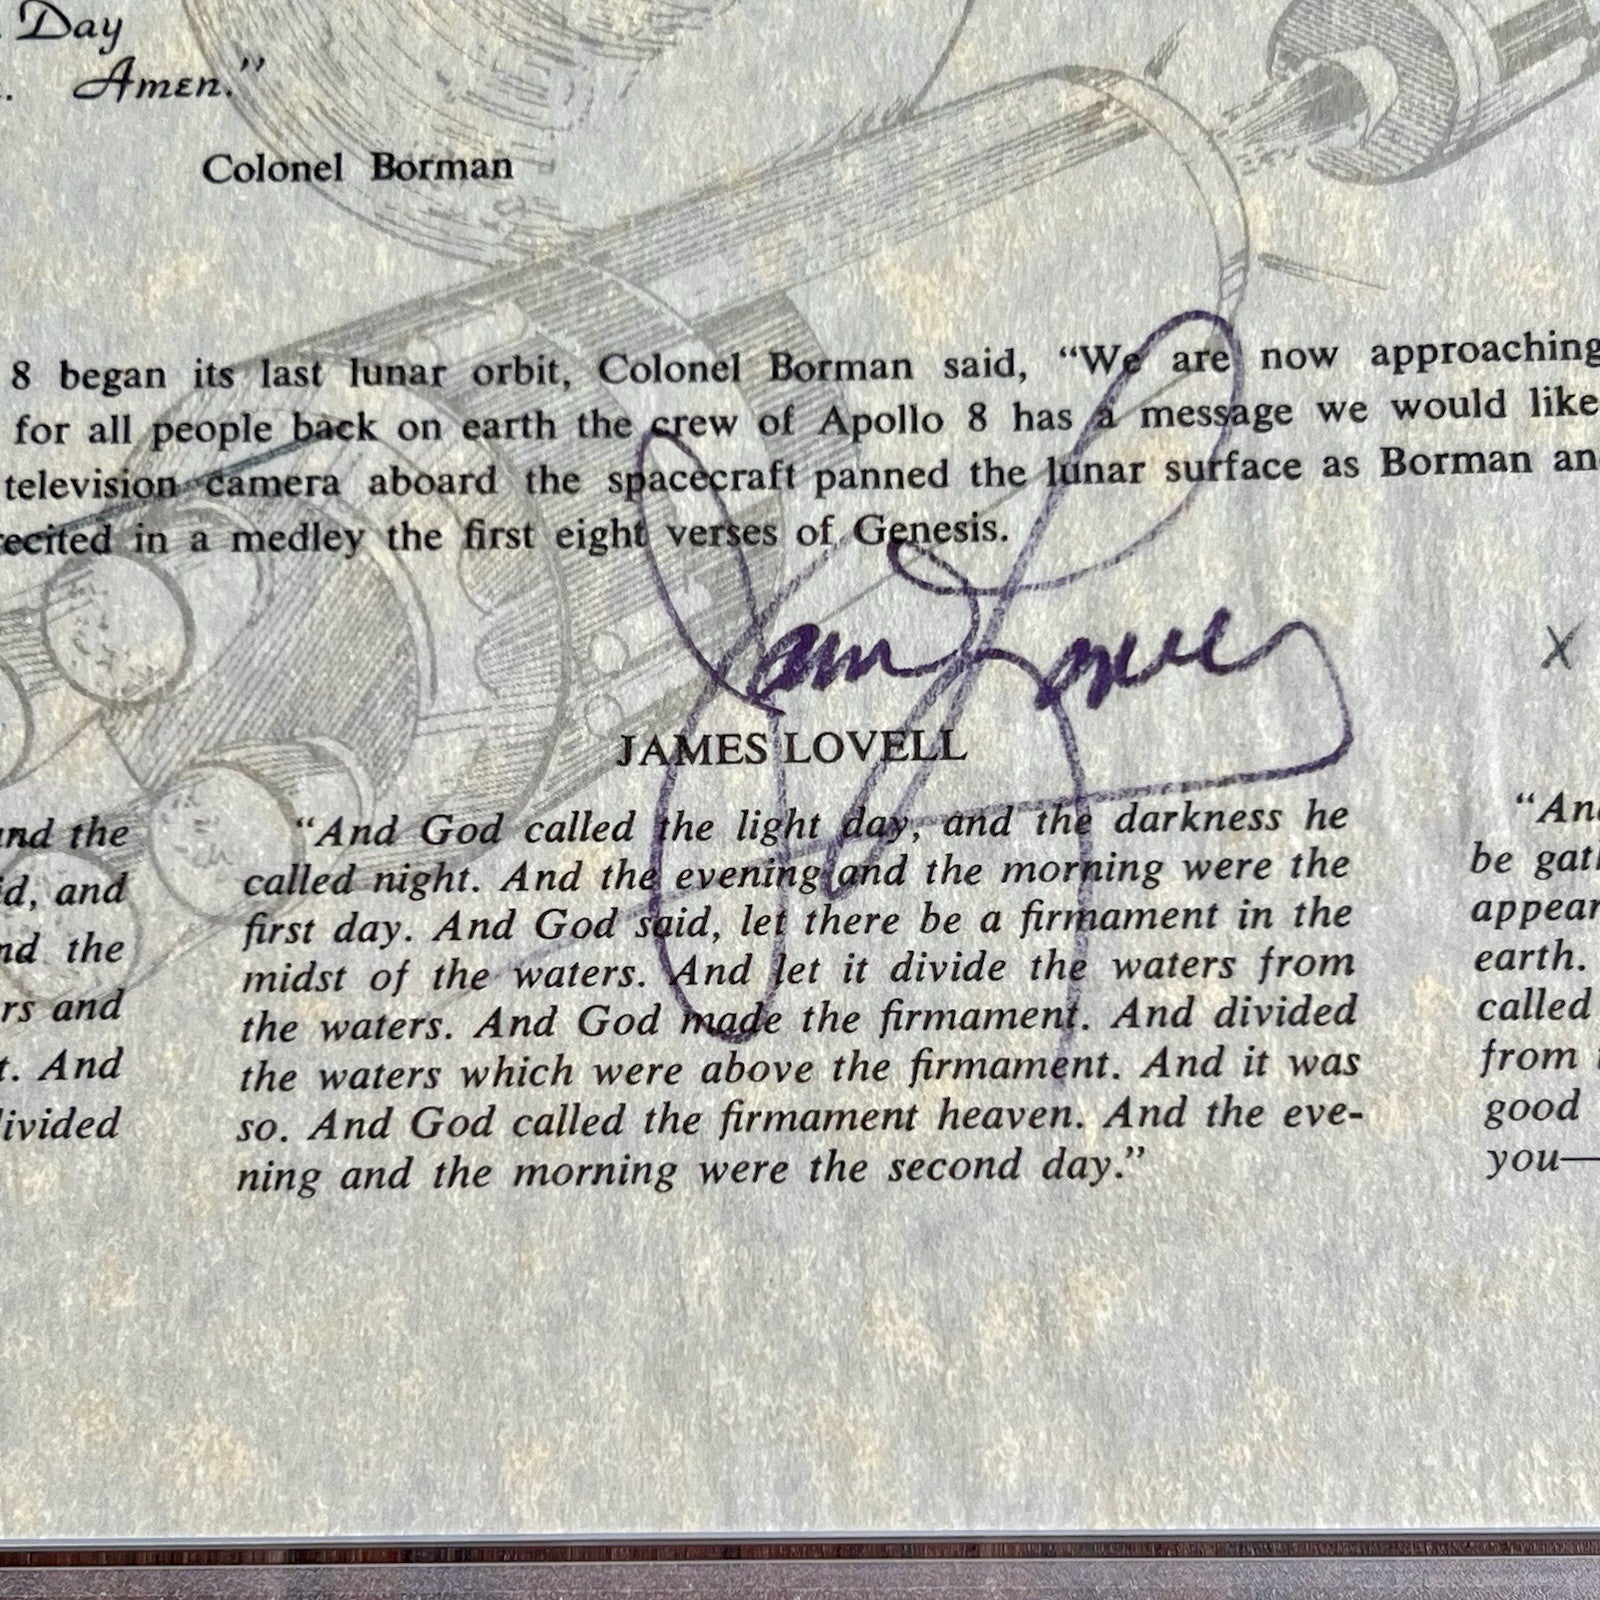 Day
Amen."
Colonel Borman
8 began its last lunar orbit, Colonel Borman said, "We are now approaching
for all people back on earth the crew of Apollo 8 has a message we would like
television camera aboard the spacecraft panned the lunar surface as Borman an
recited in a medley the first eight verses of Genesis.
James Lovell
X
JAMES LOVELL
and the
id, and
nd the
rs and
t. And
divided
"And God called the light day, and the darkness he
called night. And the evening and the morning were the
first day. And God said, let there be a firmament in the
midst of the waters. And let it divide the waters from
the waters. And God made the firmament. And divided
the waters which were above the firmament. And it was
so. And God called the firmament heaven. And the eve-
ning and the morning were the second day."
"And
be gath
appear
earth.
called
from t
good
you—